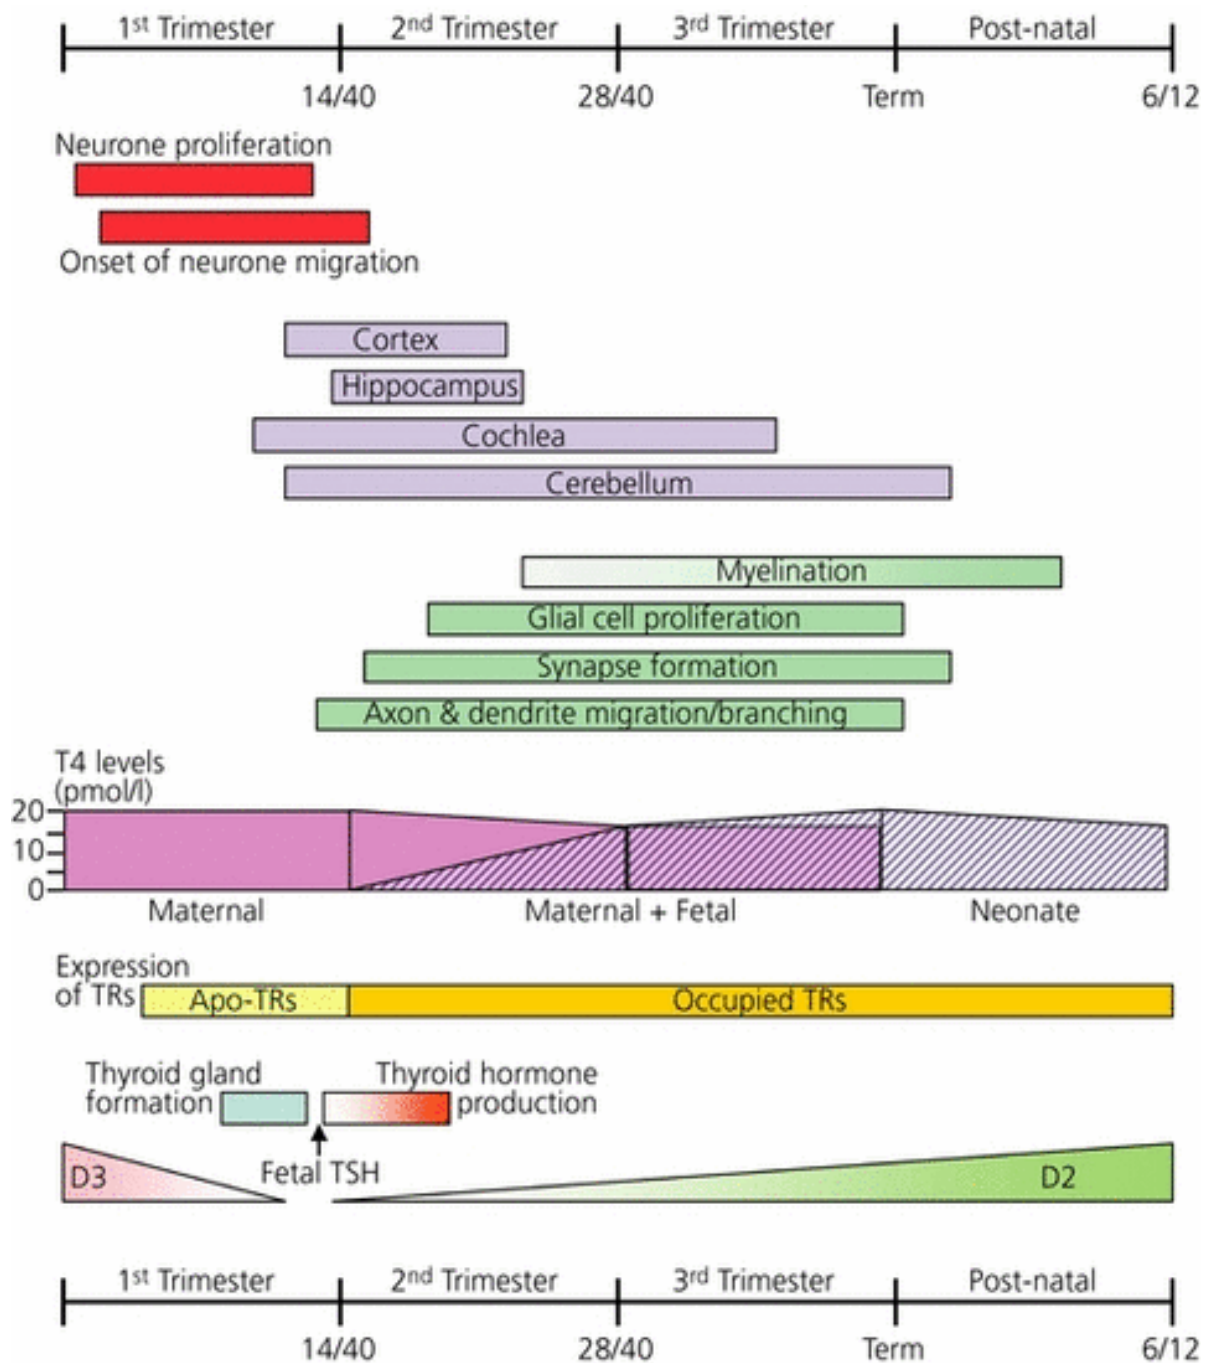 1st Trimester 2nd Trimester 3rd Trimester Post-natal
14/40 28/40 Term 6/12
Neurone proliferation
Onset of neurone migration
Cortex
Hippocampus
Cochlea
Cerebellum
Myelination
Glial cell proliferation
Synapse formation
Axon & dendrite migration/branching
T4 levels
(pmol/l)
20
10
0
Maternal Maternal + Fetal Neonate
Expression
of TRs Apo-TRs Occupied TRs
Thyroid gland Thyroid hormone
formation production
D3 Fetal TSH D2
1st Trimester 2nd Trimester 3rd Trimester Post-natal
14/40 28/40 Term 6/12